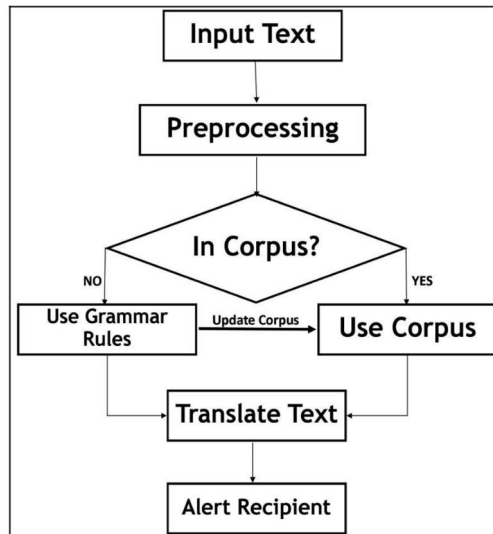 Input Text
Preprocessing
In Corpus?
NO
YES
Use Grammar
Rules
Update Corpus
Use Corpus
Translate Text
Alert Recipient